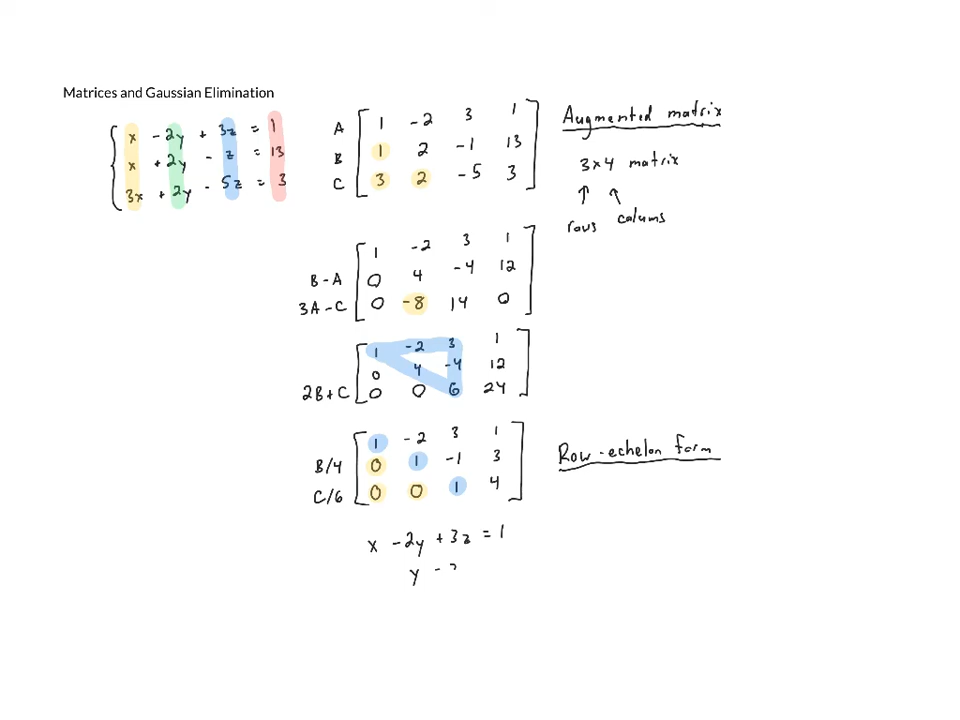 Matrices and Gaussian Elimination
x - 2y + 3z = 1
x + 2y - z = 13
3x + 2y - 5z = 3
A 1 -2 3 1
B 1 2 -1 13
C 3 2 -5 3
Augmented matrix
3 × 4 matrix
↑ ↑
rows colums
1 -2 3 1
B - A 0 4 -4 12
3A - C 0 -8 14 0
1 -2 3 1
0 4 -4 12
2B + C 0 0 6 24
1 -2 3 1
B/4 0 1 -1 3
C/6 0 0 1 4
Row-echelon form
x - 2y + 3z = 1
y -